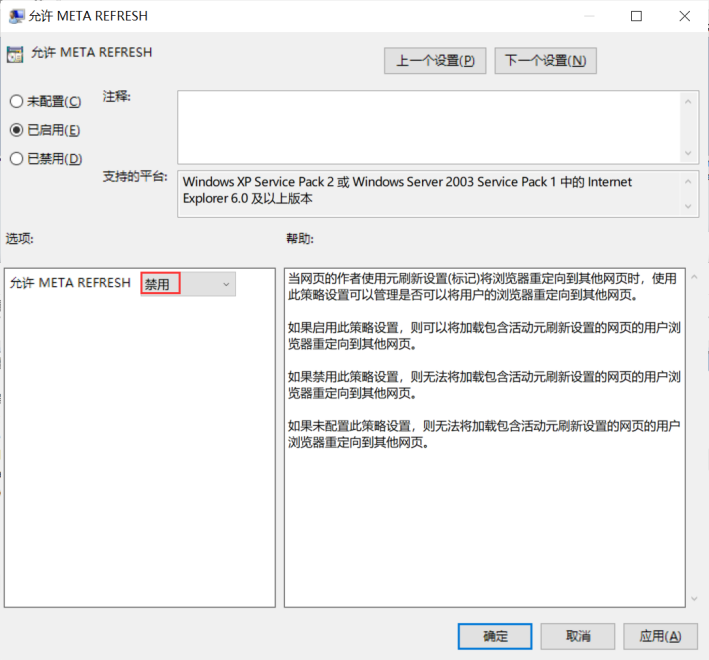 允许 META REFRESH
允许 META REFRESH
上一个设置(P)
下一个设置(N)
未配置(C)
注释:
已启用(E)
已禁用(D)
支持的平台:
Windows XP Service Pack 2 或 Windows Server 2003 Service Pack 1 中的 Internet
Explorer 6.0 及以上版本
选项:
帮助:
允许 META REFRESH
禁用
当网页的作者使用元刷新设置(标记)将浏览器重定向到其他网页时，使用
此策略设置可以管理是否可以将用户的浏览器重定向到其他网页。
如果启用此策略设置，则可以将加载包含活动元刷新设置的网页的用户浏
览器重定向到其他网页。
如果禁用此策略设置，则无法将加载包含活动元刷新设置的网页的用户浏
览器重定向到其他网页。
如果未配置此策略设置，则无法将加载包含活动元刷新设置的网页的用户
浏览器重定向到其他网页。
确定
取消
应用(A)